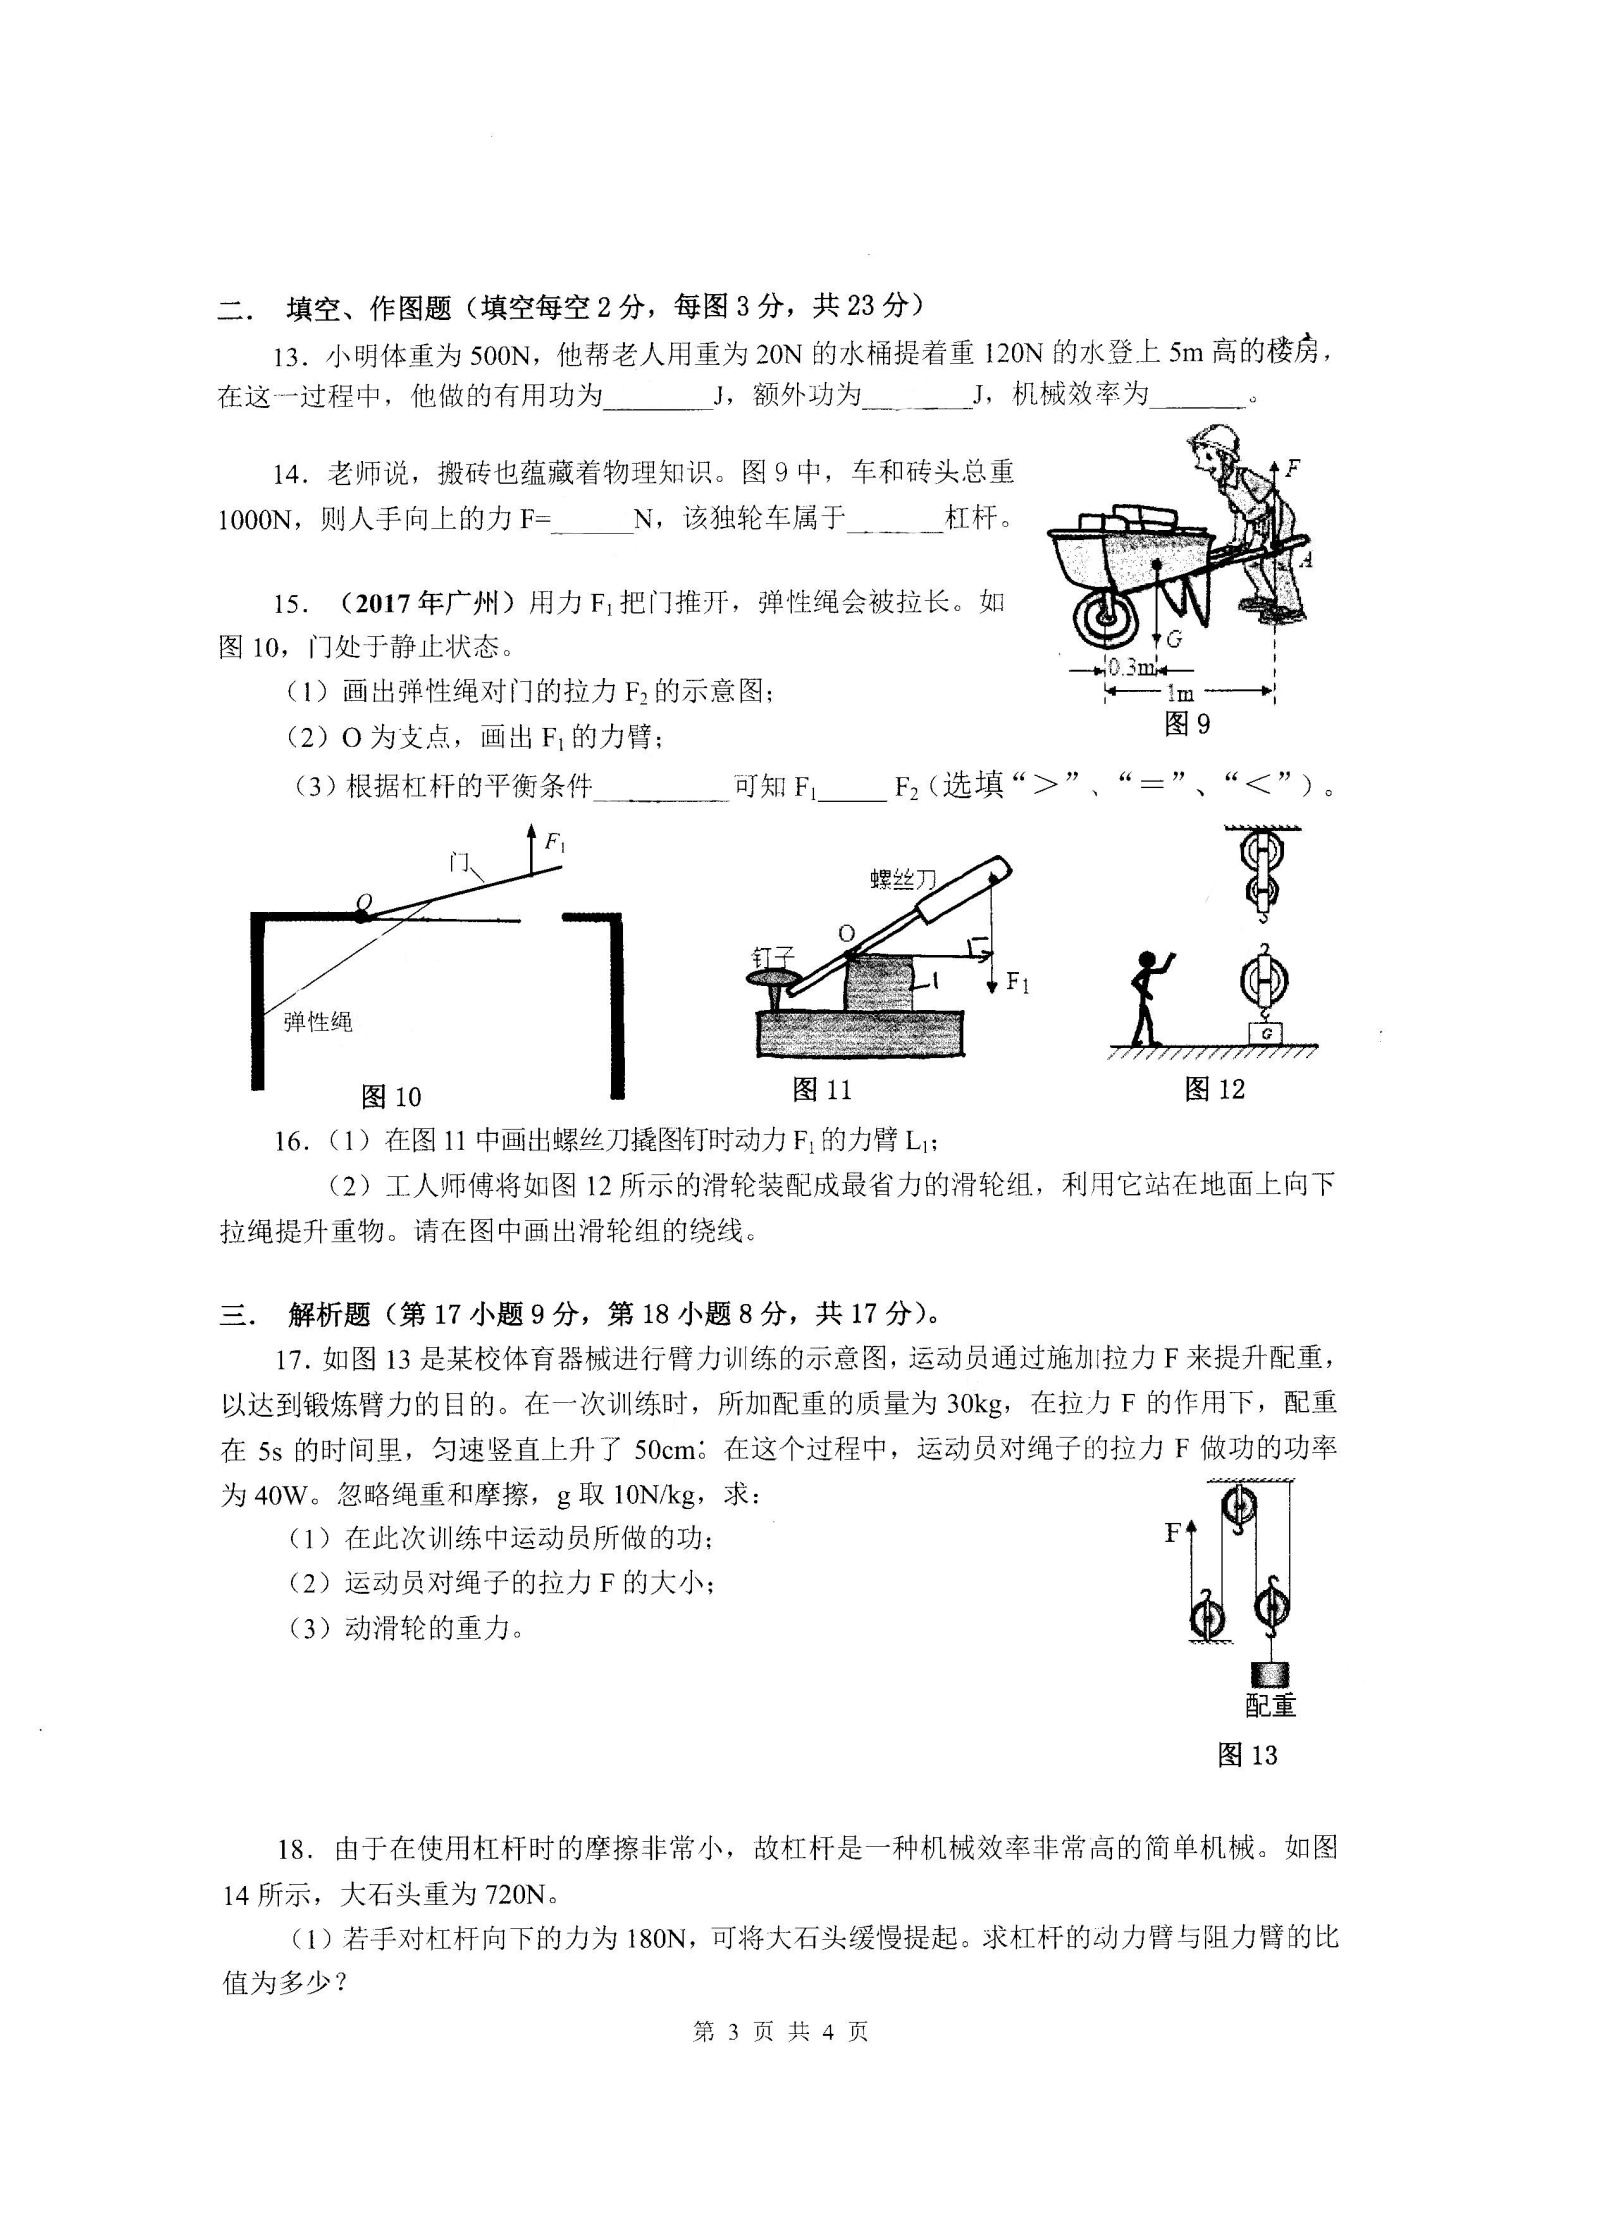 二． 填空、作图题（填空每空2分，每图3分，共23分）
13．小明体重为500N，他帮老人用重为20N的水桶提着重120N的水登上5m高的楼房，
在这一过程中，他做的有用功为________J，额外功为________J，机械效率为_______。
14．老师说，搬砖也蕴藏着物理知识。图9中，车和砖头总重
1000N，则人手向上的力F=______N，该独轮车属于_______杠杆。
F
A
G
0.3m
1m
图9
15．（2017年广州）用力F₁把门推开，弹性绳会被拉长。如
图10，门处于静止状态。
（1）画出弹性绳对门的拉力F₂的示意图；
（2）O为支点，画出F₁的力臂；
（3）根据杠杆的平衡条件__________可知F₁_____F₂（选填“＞”、“＝”、“＜”）。
F₁
门
O
弹性绳
图10
螺丝刀
O
钉子
L1
F₁
图11
G
图12
16．（1）在图11中画出螺丝刀撬图钉时动力F₁的力臂L₁；
（2）工人师傅将如图12所示的滑轮装配成最省力的滑轮组，利用它站在地面上向下
拉绳提升重物。请在图中画出滑轮组的绕线。
三． 解析题（第17小题9分，第18小题8分，共17分）。
17．如图13是某校体育器械进行臂力训练的示意图，运动员通过施加拉力F来提升配重，
以达到锻炼臂力的目的。在一次训练时，所加配重的质量为30kg，在拉力F的作用下，配重
在5s的时间里，匀速竖直上升了50cm。在这个过程中，运动员对绳子的拉力F做功的功率
为40W。忽略绳重和摩擦，g取10N/kg，求：
（1）在此次训练中运动员所做的功；
（2）运动员对绳子的拉力F的大小；
（3）动滑轮的重力。
F
配重
图13
18．由于在使用杠杆时的摩擦非常小，故杠杆是一种机械效率非常高的简单机械。如图
14所示，大石头重为720N。
（1）若手对杠杆向下的力为180N，可将大石头缓慢提起。求杠杆的动力臂与阻力臂的比
值为多少？
第 3 页 共 4 页